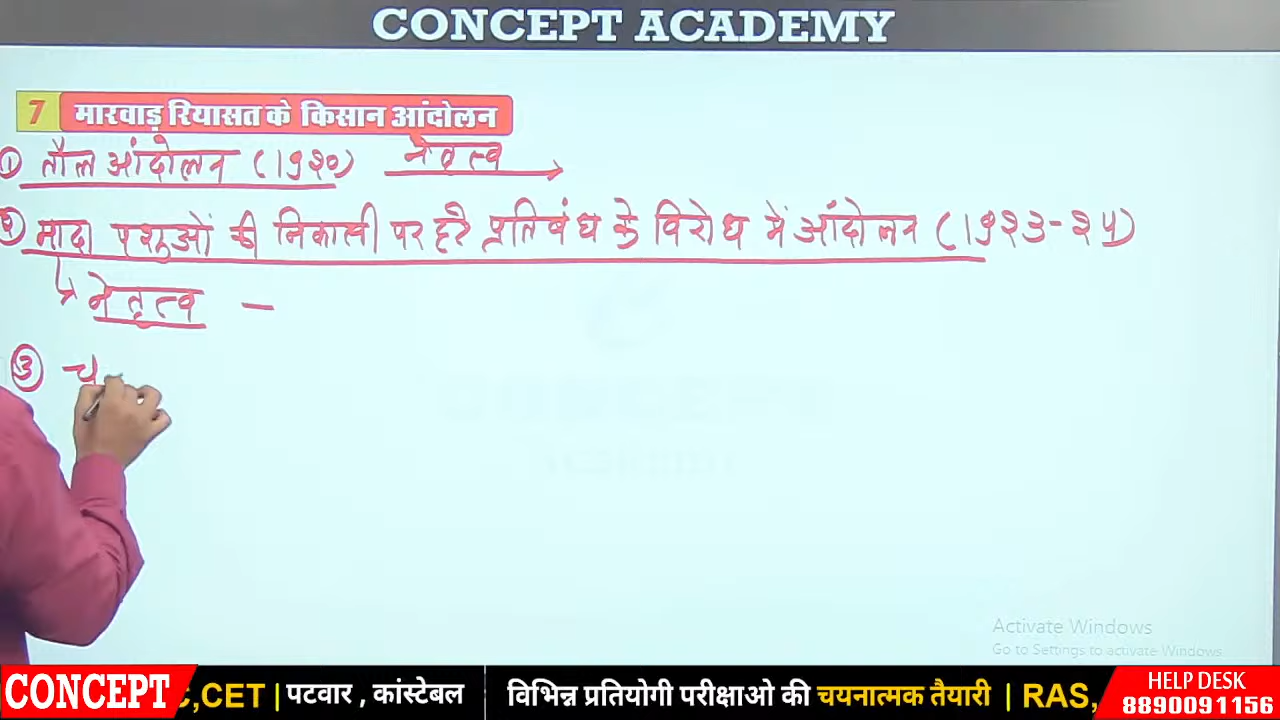 CONCEPT ACADEMY
7 मारवाड़ रियासत के किसान आंदोलन
① तौल आंदोलन (1920) नेतृत्व
② मादा पशुओं की निकासी पर हटे प्रतिबंध के विरोध में आंदोलन (1923-24)
नेतृत्व -
③ च
Activate Windows
Go to Settings to activate Windows.
CONCEPT C,CET | पटवार , कांस्टेबल विभिन्न प्रतियोगी परीक्षाओ की चयनात्मक तैयारी | RAS, HELP DESK
8890091156